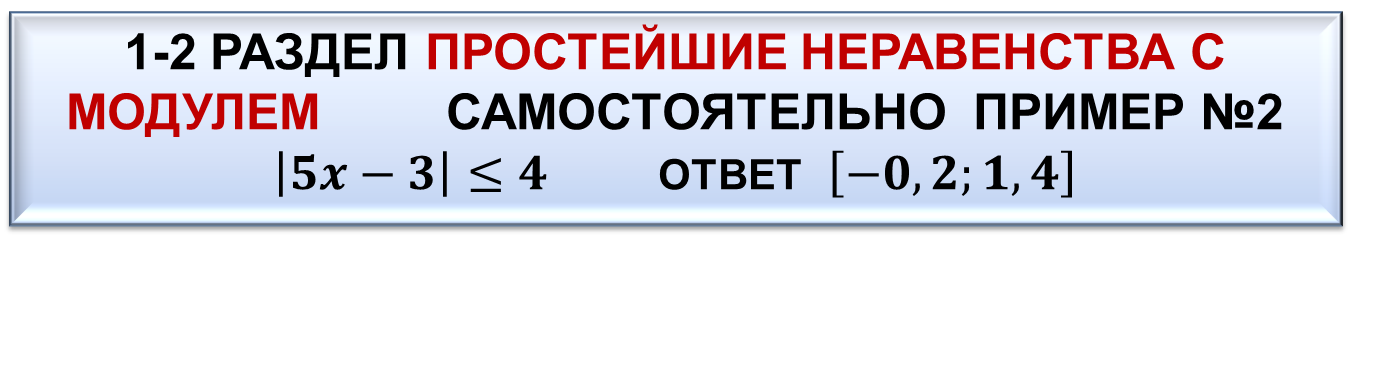 1-2 РАЗДЕЛ ПРОСТЕЙШИЕ НЕРАВЕНСТВА С
МОДУЛЕМ САМОСТОЯТЕЛЬНО ПРИМЕР №2
|5x − 3| ≤ 4 ОТВЕТ [−0, 2; 1, 4]